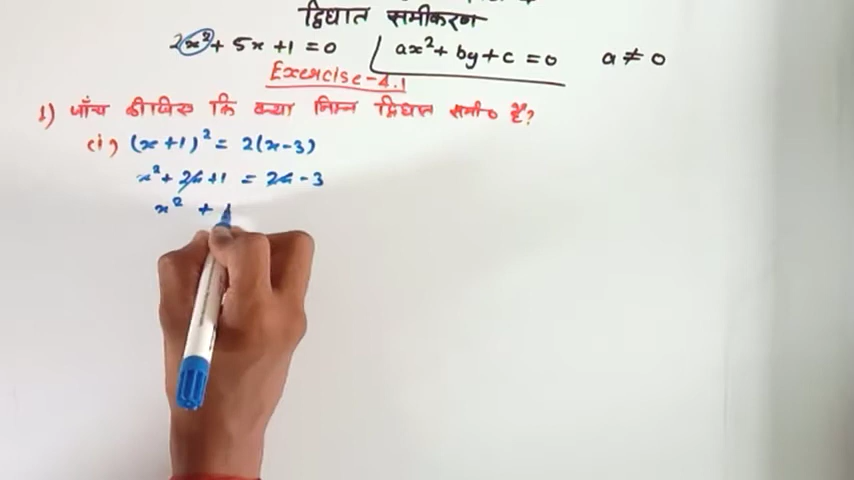 द्विघात समीकरण
2x² + 5x + 1 = 0 ax² + by + c = 0 a ≠ 0
Exercise-4.1
1) जाँच कीजिए कि क्या निम्न द्विघात समी० हैं?
(i) (x + 1)² = 2(x - 3)
x² + 2x + 1 = 2x - 3
x² +